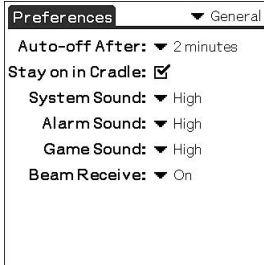 Preferences General
Auto-off After: 2 minutes
Stay on in Cradle:
System Sound: High
Alarm Sound: High
Game Sound: High
Beam Receive: On